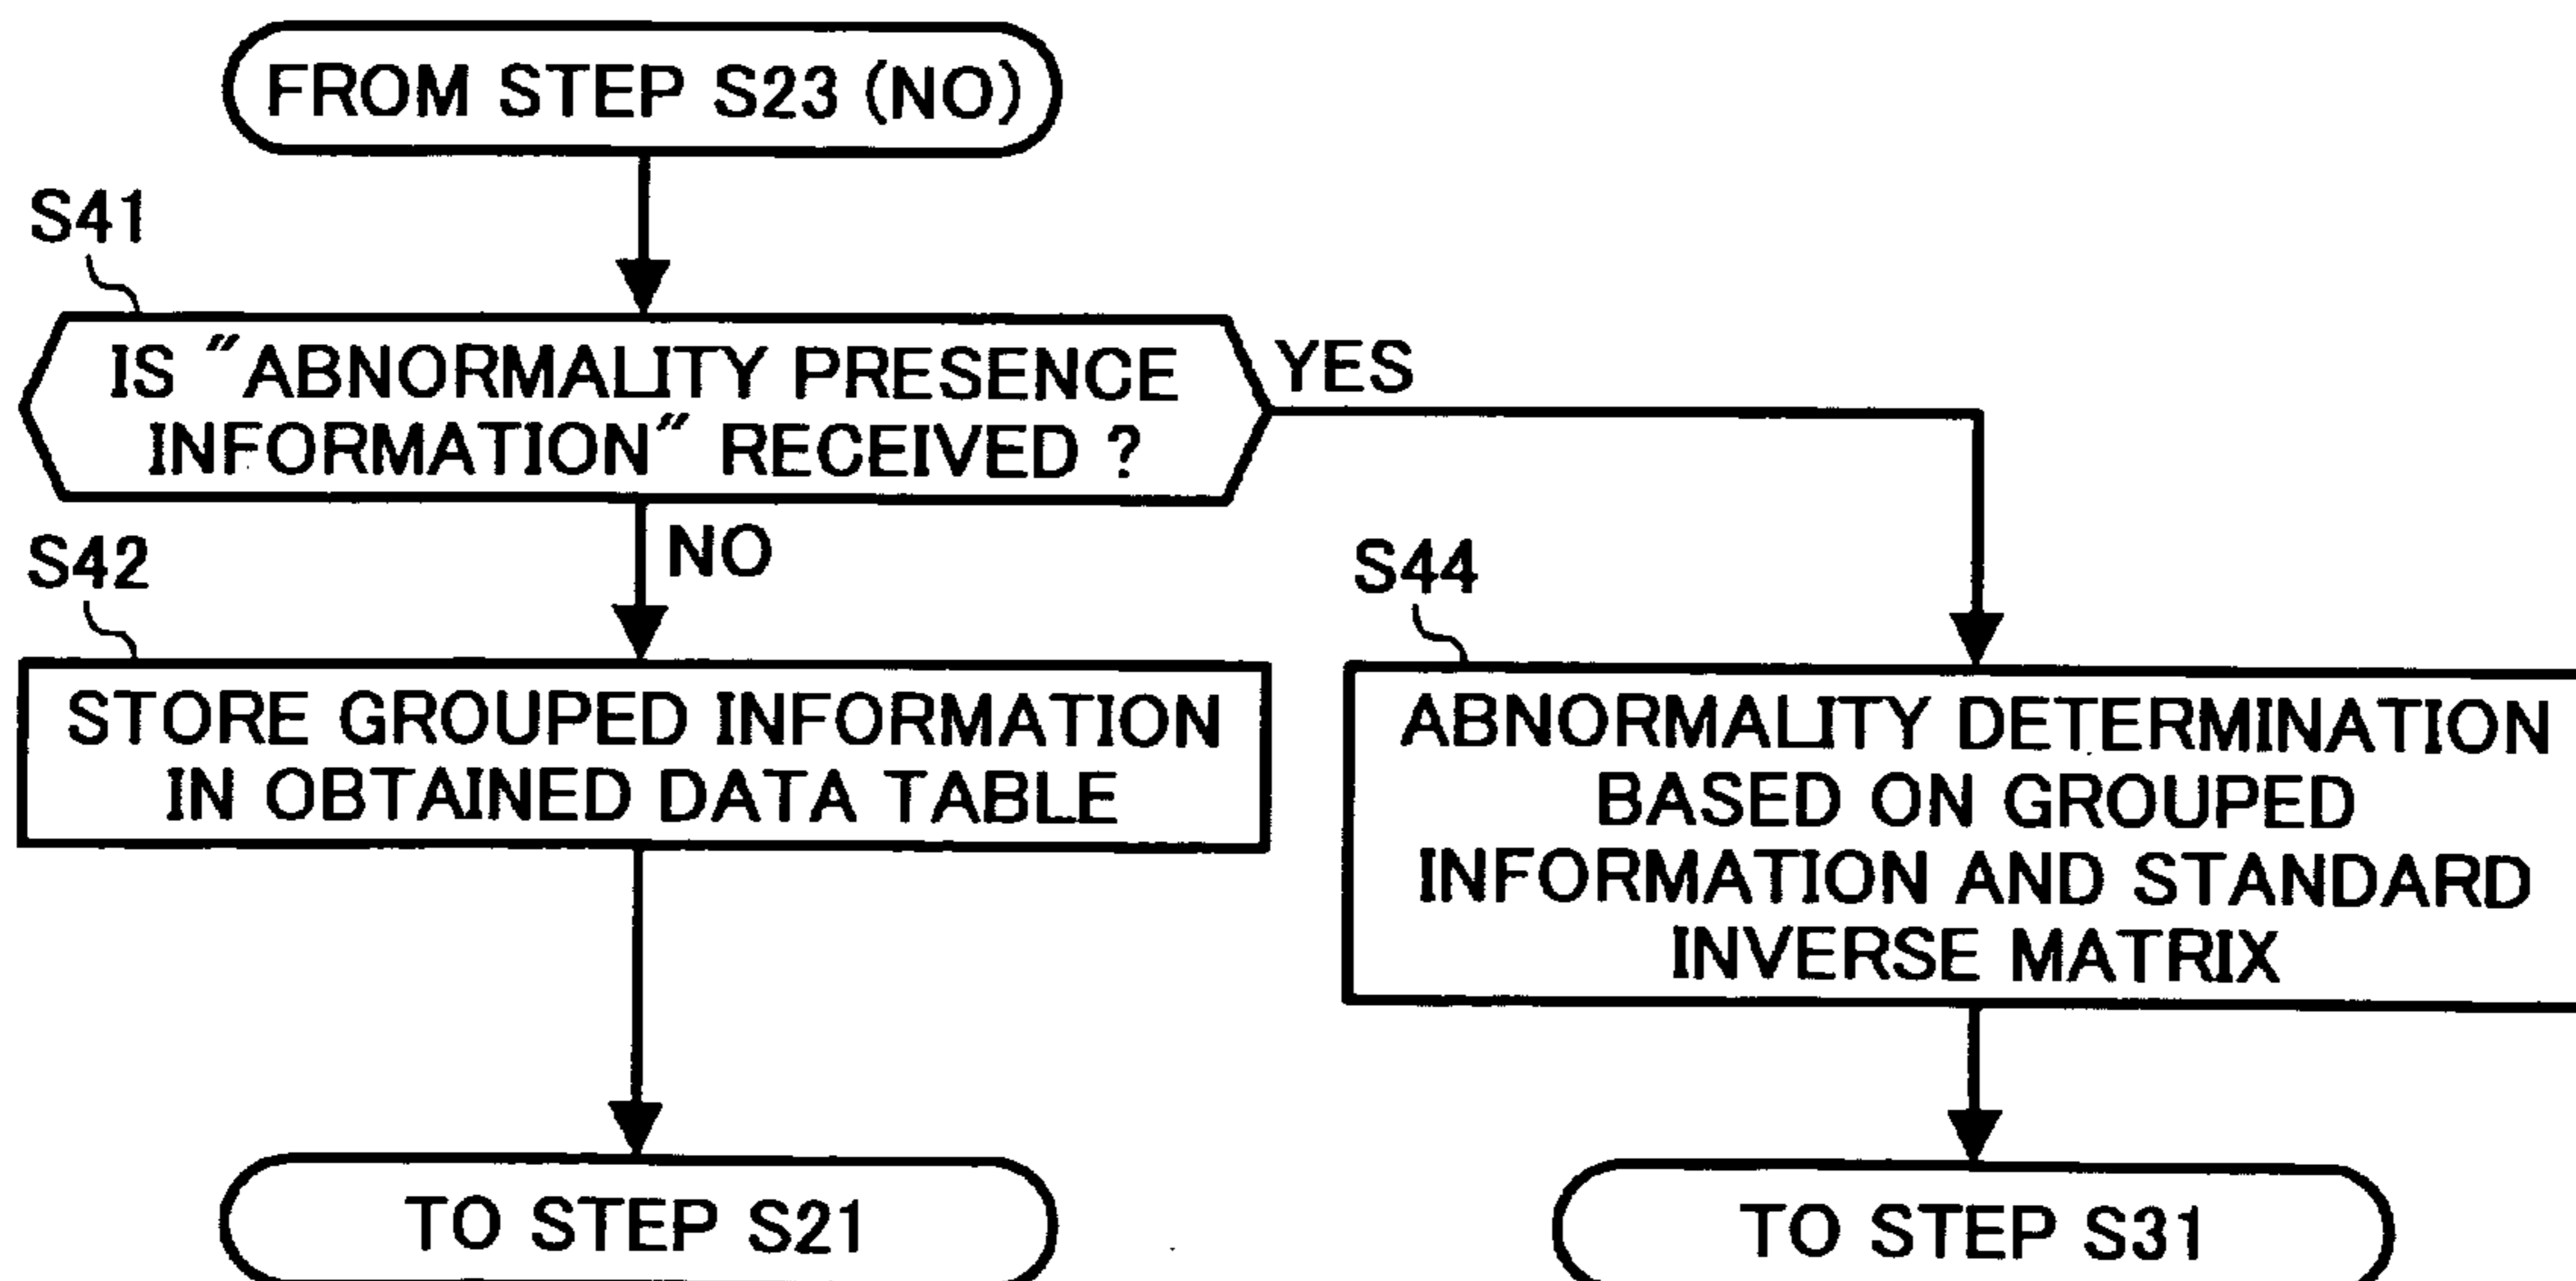 FROM STEP S23 (NO)
S41
IS "ABNORMALITY PRESENCE
INFORMATION" RECEIVED ?
YES
NO
S42
STORE GROUPED INFORMATION
IN OBTAINED DATA TABLE
S44
ABNORMALITY DETERMINATION
BASED ON GROUPED
INFORMATION AND STANDARD
INVERSE MATRIX
TO STEP S21
TO STEP S31